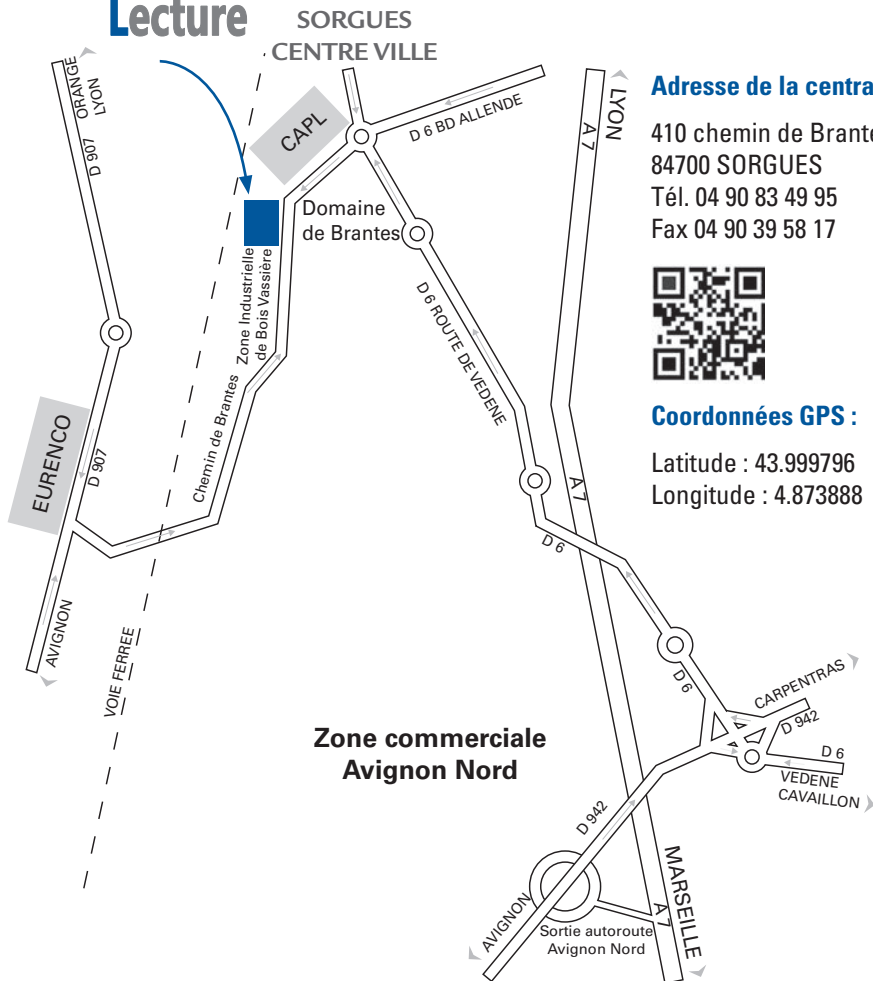 Lecture
SORGUES
CENTRE VILLE
ORANGE
LYON
D 907
CAPL
D 6 BD ALLENDE
LYON
A 7
Adresse de la centra
410 chemin de Brante
84700 SORGUES
Tél. 04 90 83 49 95
Fax 04 90 39 58 17
Domaine
de Brantes
Zone Industrielle
de Bois Vassière
D 6 ROUTE DE VEDENE
Chemin de Brantes
EURENCO
D 907
Coordonnées GPS :
Latitude : 43.999796
Longitude : 4.873888
A 7
D 6
AVIGNON
VOIE FERREE
D 6
CARPENTRAS
D 942
D 6
VEDENE
CAVAILLON
Zone commerciale
Avignon Nord
D 942
MARSEILLE
A 7
AVIGNON
Sortie autoroute
Avignon Nord